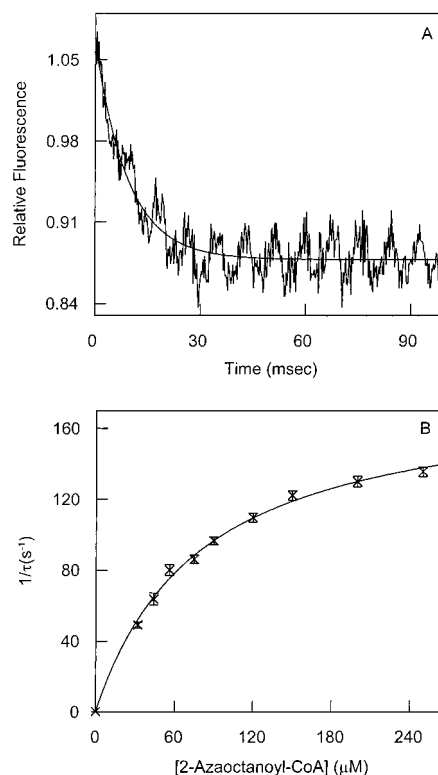 A
1.05
0.98
0.91
0.84
Relative Fluorescence
0 30 60 90
Time (msec)
B
160
120
80
40
0
1/τ(s⁻¹)
0 60 120 180 240
[2-Azaoctanoyl-CoA] (μM)